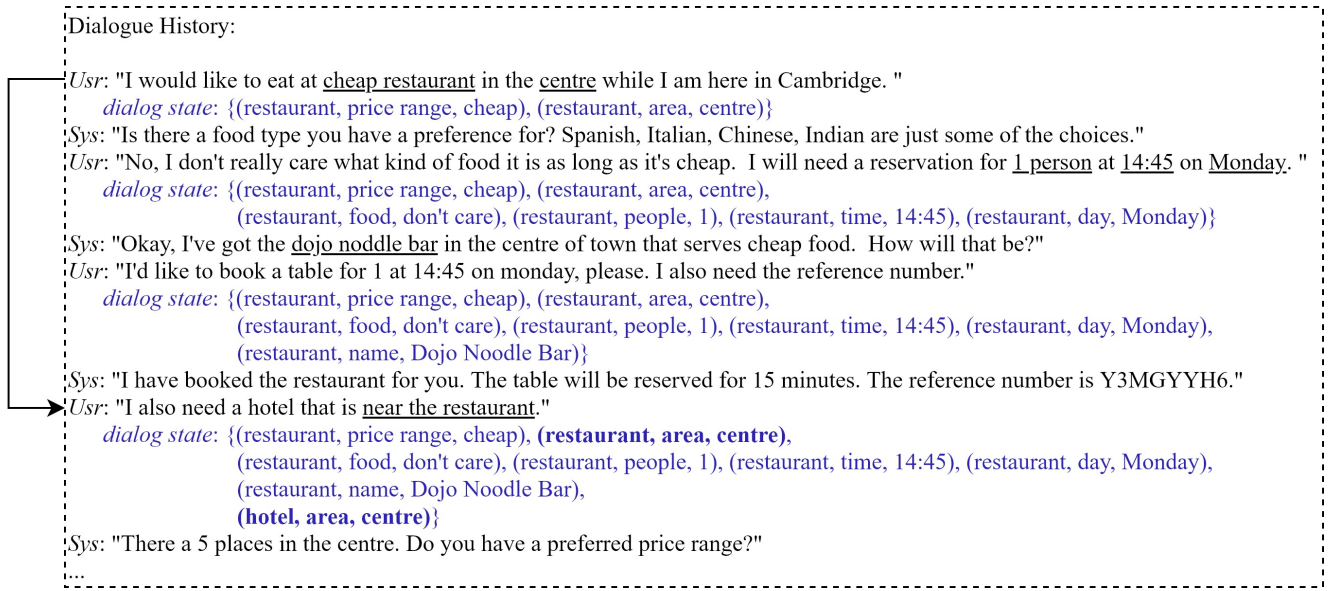 Dialogue History:
Usr: "I would like to eat at cheap restaurant in the centre while I am here in Cambridge. "
dialog state: {(restaurant, price range, cheap), (restaurant, area, centre)}
Sys: "Is there a food type you have a preference for? Spanish, Italian, Chinese, Indian are just some of the choices."
Usr: "No, I don't really care what kind of food it is as long as it's cheap.  I will need a reservation for 1 person at 14:45 on Monday. "
dialog state: {(restaurant, price range, cheap), (restaurant, area, centre),
(restaurant, food, don't care), (restaurant, people, 1), (restaurant, time, 14:45), (restaurant, day, Monday)}
Sys: "Okay, I've got the dojo noddle bar in the centre of town that serves cheap food.  How will that be?"
Usr: "I'd like to book a table for 1 at 14:45 on monday, please. I also need the reference number."
dialog state: {(restaurant, price range, cheap), (restaurant, area, centre),
(restaurant, food, don't care), (restaurant, people, 1), (restaurant, time, 14:45), (restaurant, day, Monday),
(restaurant, name, Dojo Noodle Bar)}
Sys: "I have booked the restaurant for you. The table will be reserved for 15 minutes. The reference number is Y3MGYYH6."
Usr: "I also need a hotel that is near the restaurant."
dialog state: {(restaurant, price range, cheap), (restaurant, area, centre),
(restaurant, food, don't care), (restaurant, people, 1), (restaurant, time, 14:45), (restaurant, day, Monday),
(restaurant, name, Dojo Noodle Bar),
(hotel, area, centre)}
Sys: "There a 5 places in the centre. Do you have a preferred price range?"
...